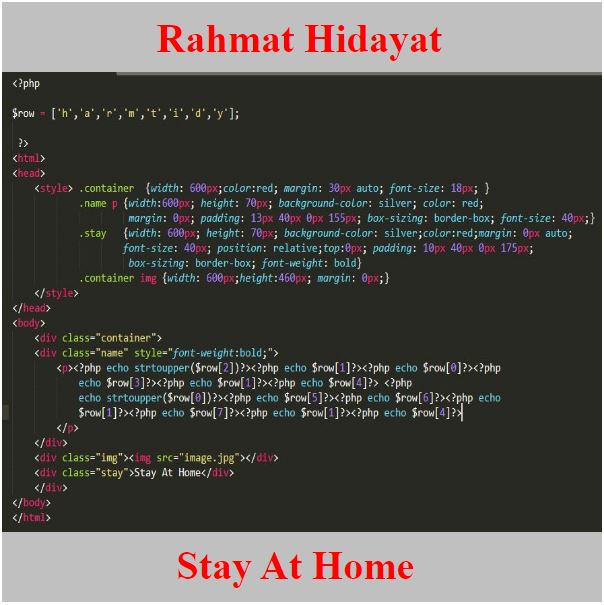 Rahmat Hidayat
<?php
$row = ['h','a','r','m','t','i','d','y'];
?>
<html>
<head>
<style> .container {width: 600px;color:red; margin: 30px auto; font-size: 18px; }
.name p {width:600px; height: 70px; background-color: silver; color: red;
margin: 0px; padding: 13px 40px 0px 155px; box-sizing: border-box; font-size: 40px;}
.stay {width: 600px; height: 70px; background-color: silver;color:red;margin: 0px auto;
font-size: 40px; position: relative;top:0px; padding: 10px 40px 0px 175px;
box-sizing: border-box; font-weight: bold}
.container img {width: 600px;height:460px; margin: 0px;}
</style>
</head>
<body>
<div class="container">
<div class="name" style="font-weight:bold;">
<p><?php echo strtoupper($row[2])?><?php echo $row[1]?><?php echo $row[0]?><?php
echo $row[3]?><?php echo $row[1]?><?php echo $row[4]?> <?php
echo strtoupper($row[0])?><?php echo $row[5]?><?php echo $row[6]?><?php echo
$row[1]?><?php echo $row[7]?><?php echo $row[1]?><?php echo $row[4]?>
</p>
</div>
<div class="img"><img src="image.jpg"></div>
<div class="stay">Stay At Home</div>
</div>
</body>
</html>
Stay At Home